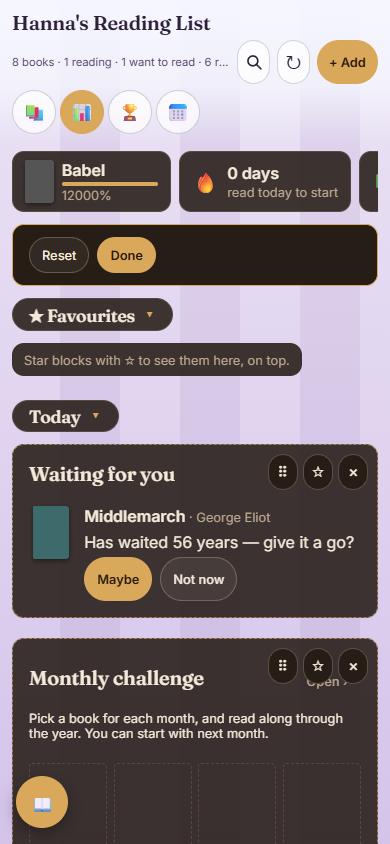 Hanna's Reading List
8 books · 1 reading · 1 want to read · 6 r...
+ Add
Babel
12000%
0 days
read today to start
Reset
Done
★ Favourites ▼
Star blocks with ☆ to see them here, on top.
Today ▼
Waiting for you
Middlemarch · George Eliot
Has waited 56 years — give it a go?
Maybe
Not now
Monthly challenge
Open
Pick a book for each month, and read along through
the year. You can start with next month.